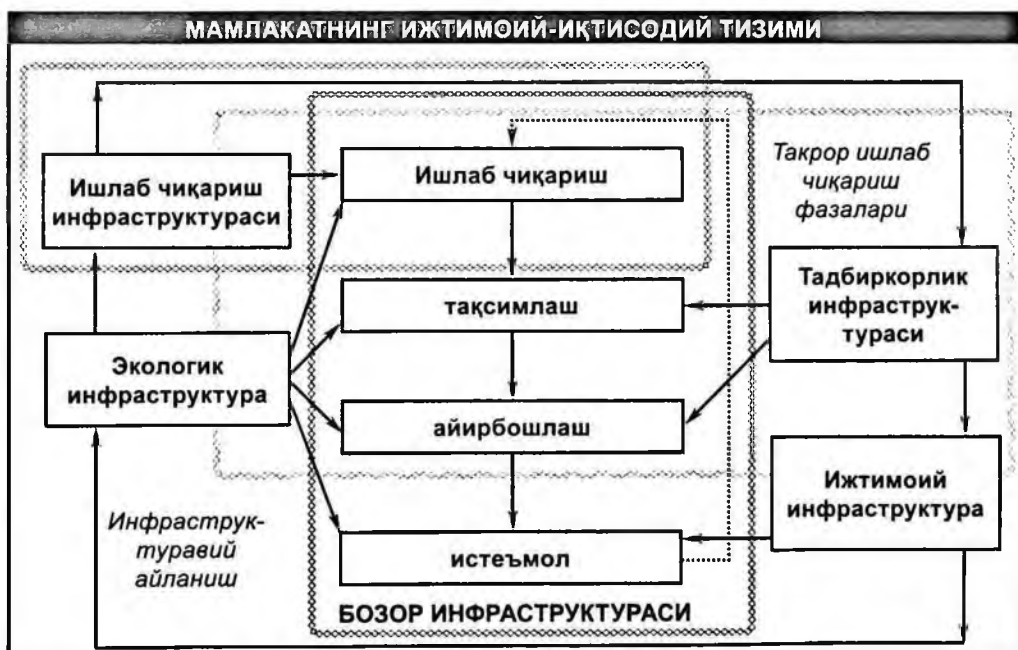 МАМЛАКАТНИНГ ИЖТИМОИЙ-ИҚТИСОДИЙ ТИЗИМИ
Ишлаб чиқариш
инфраструктураси
Ишлаб чиқариш
Такрор ишлаб
чиқариш
фазалари
тақсимлаш
Тадбиркорлик
инфраструк-
тураси
Экологик
инфраструктура
айирбошлаш
Ижтимоий
инфраструктура
Инфраструк-
туравий
айланиш
истеъмол
БОЗОР ИНФРАСТРУКТУРАСИ